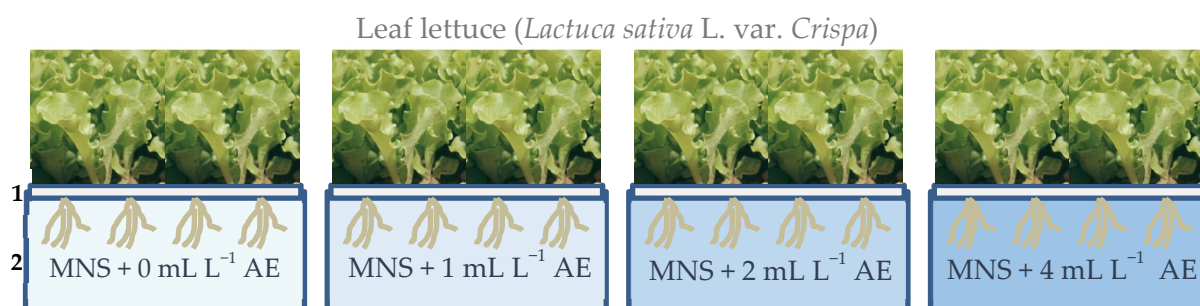 Leaf lettuce (Lactuca sativa L. var. Crispa)
1
2
MNS + 0 mL L⁻¹ AE
MNS + 1 mL L⁻¹ AE
MNS + 2 mL L⁻¹ AE
MNS + 4 mL L⁻¹ AE